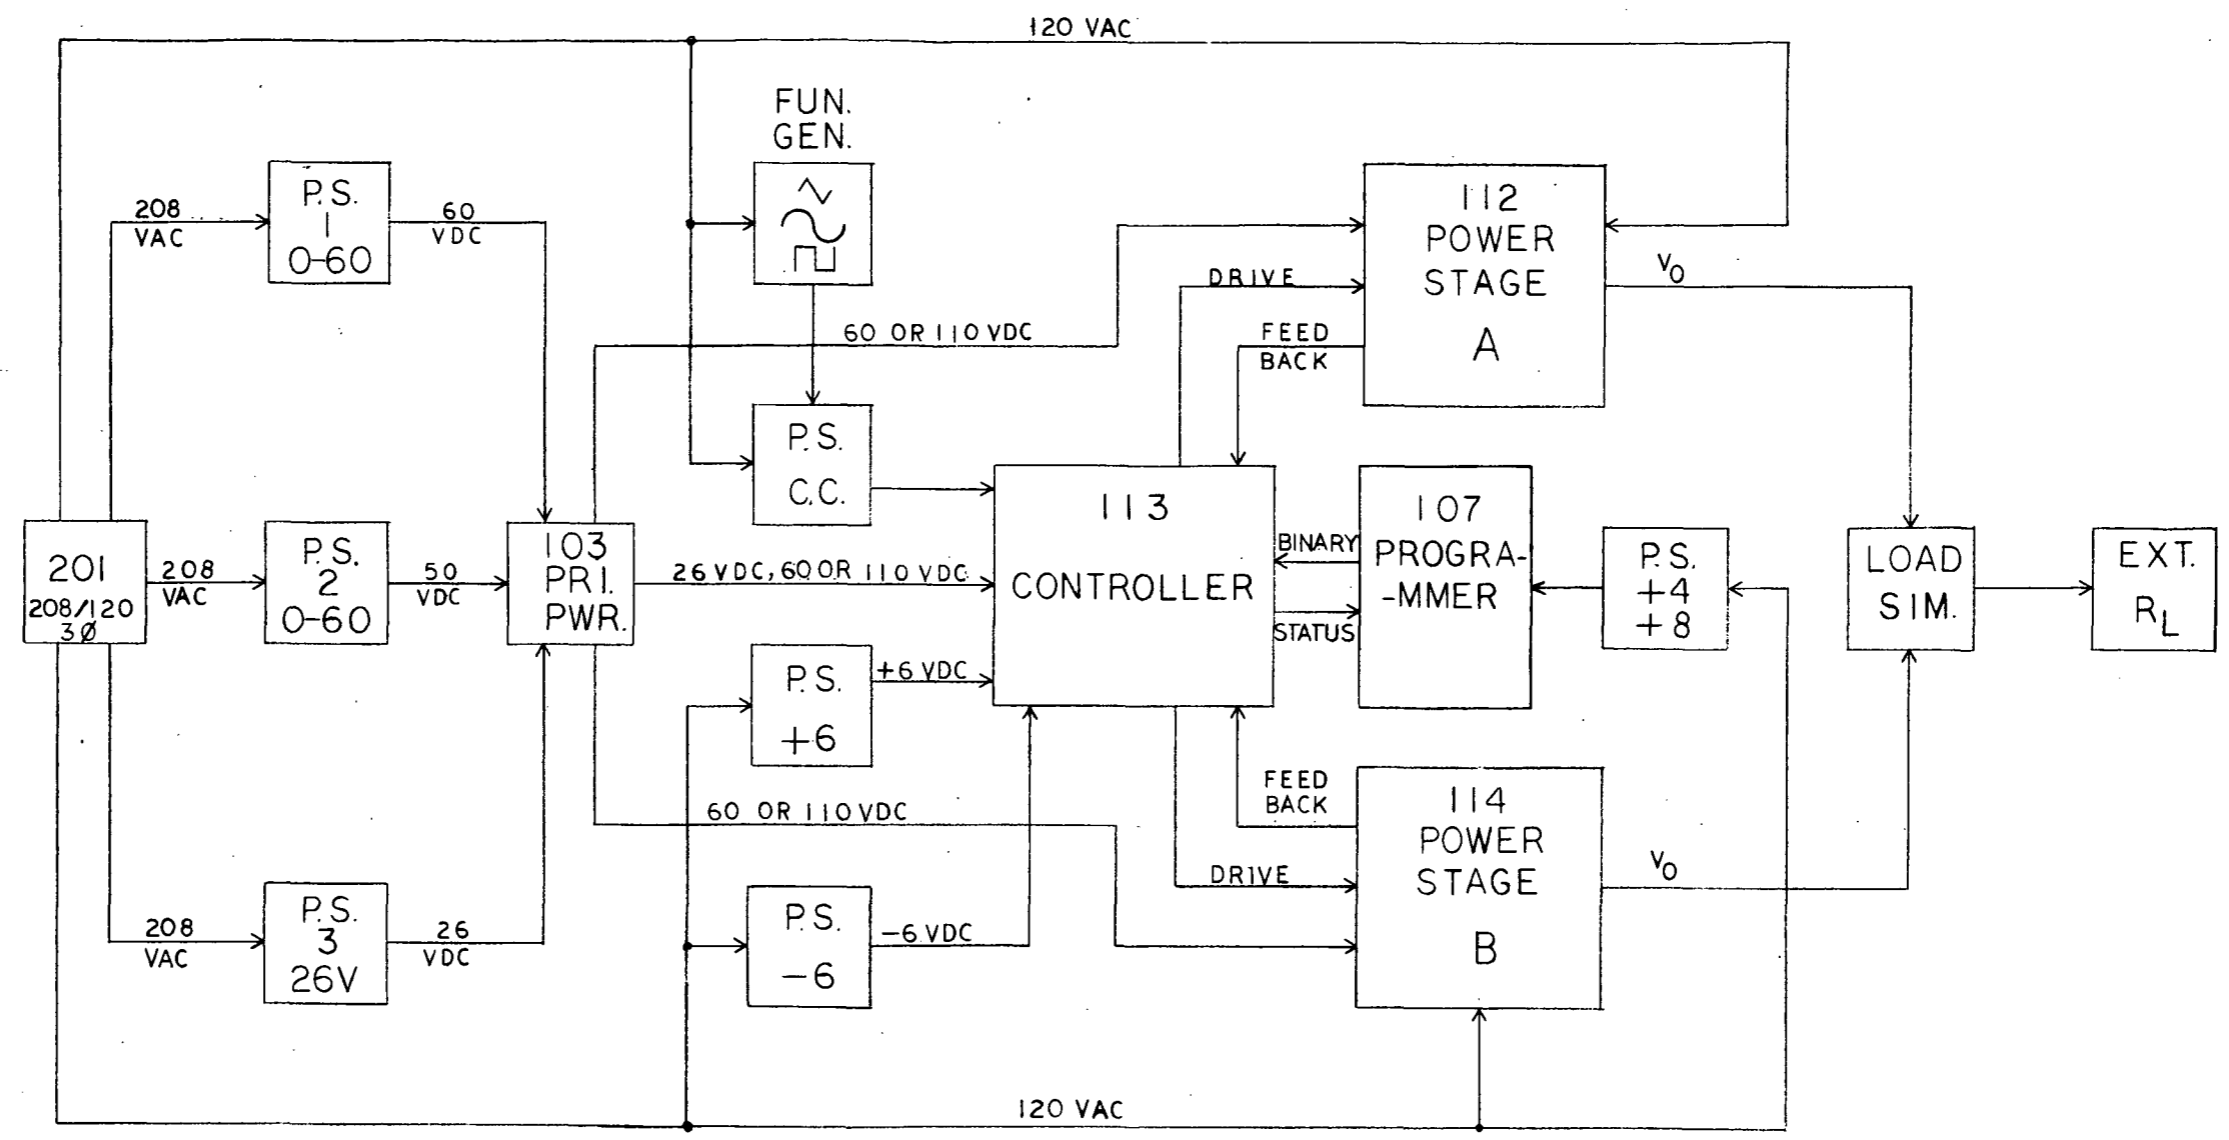 120 VAC
FUN.
GEN.
P.S.
1
0-60
208
VAC
60
VDC
112
POWER
STAGE
A
DRIVE
FEED
BACK
V0
60 OR 110 VDC
P.S.
C.C.
201
208/120
3Ø
208
VAC
P.S.
2
0-60
50
VDC
103
PRI.
PWR.
26 VDC, 60 OR 110 VDC
113
CONTROLLER
BINARY
STATUS
107
PROGRA-
-MMER
P.S.
+4
+8
LOAD
SIM.
EXT.
RL
P.S.
+6
+6 VDC
60 OR 110 VDC
FEED
BACK
DRIVE
114
POWER
STAGE
B
V0
208
VAC
P.S.
3
26V
26
VDC
P.S.
-6
-6 VDC
120 VAC